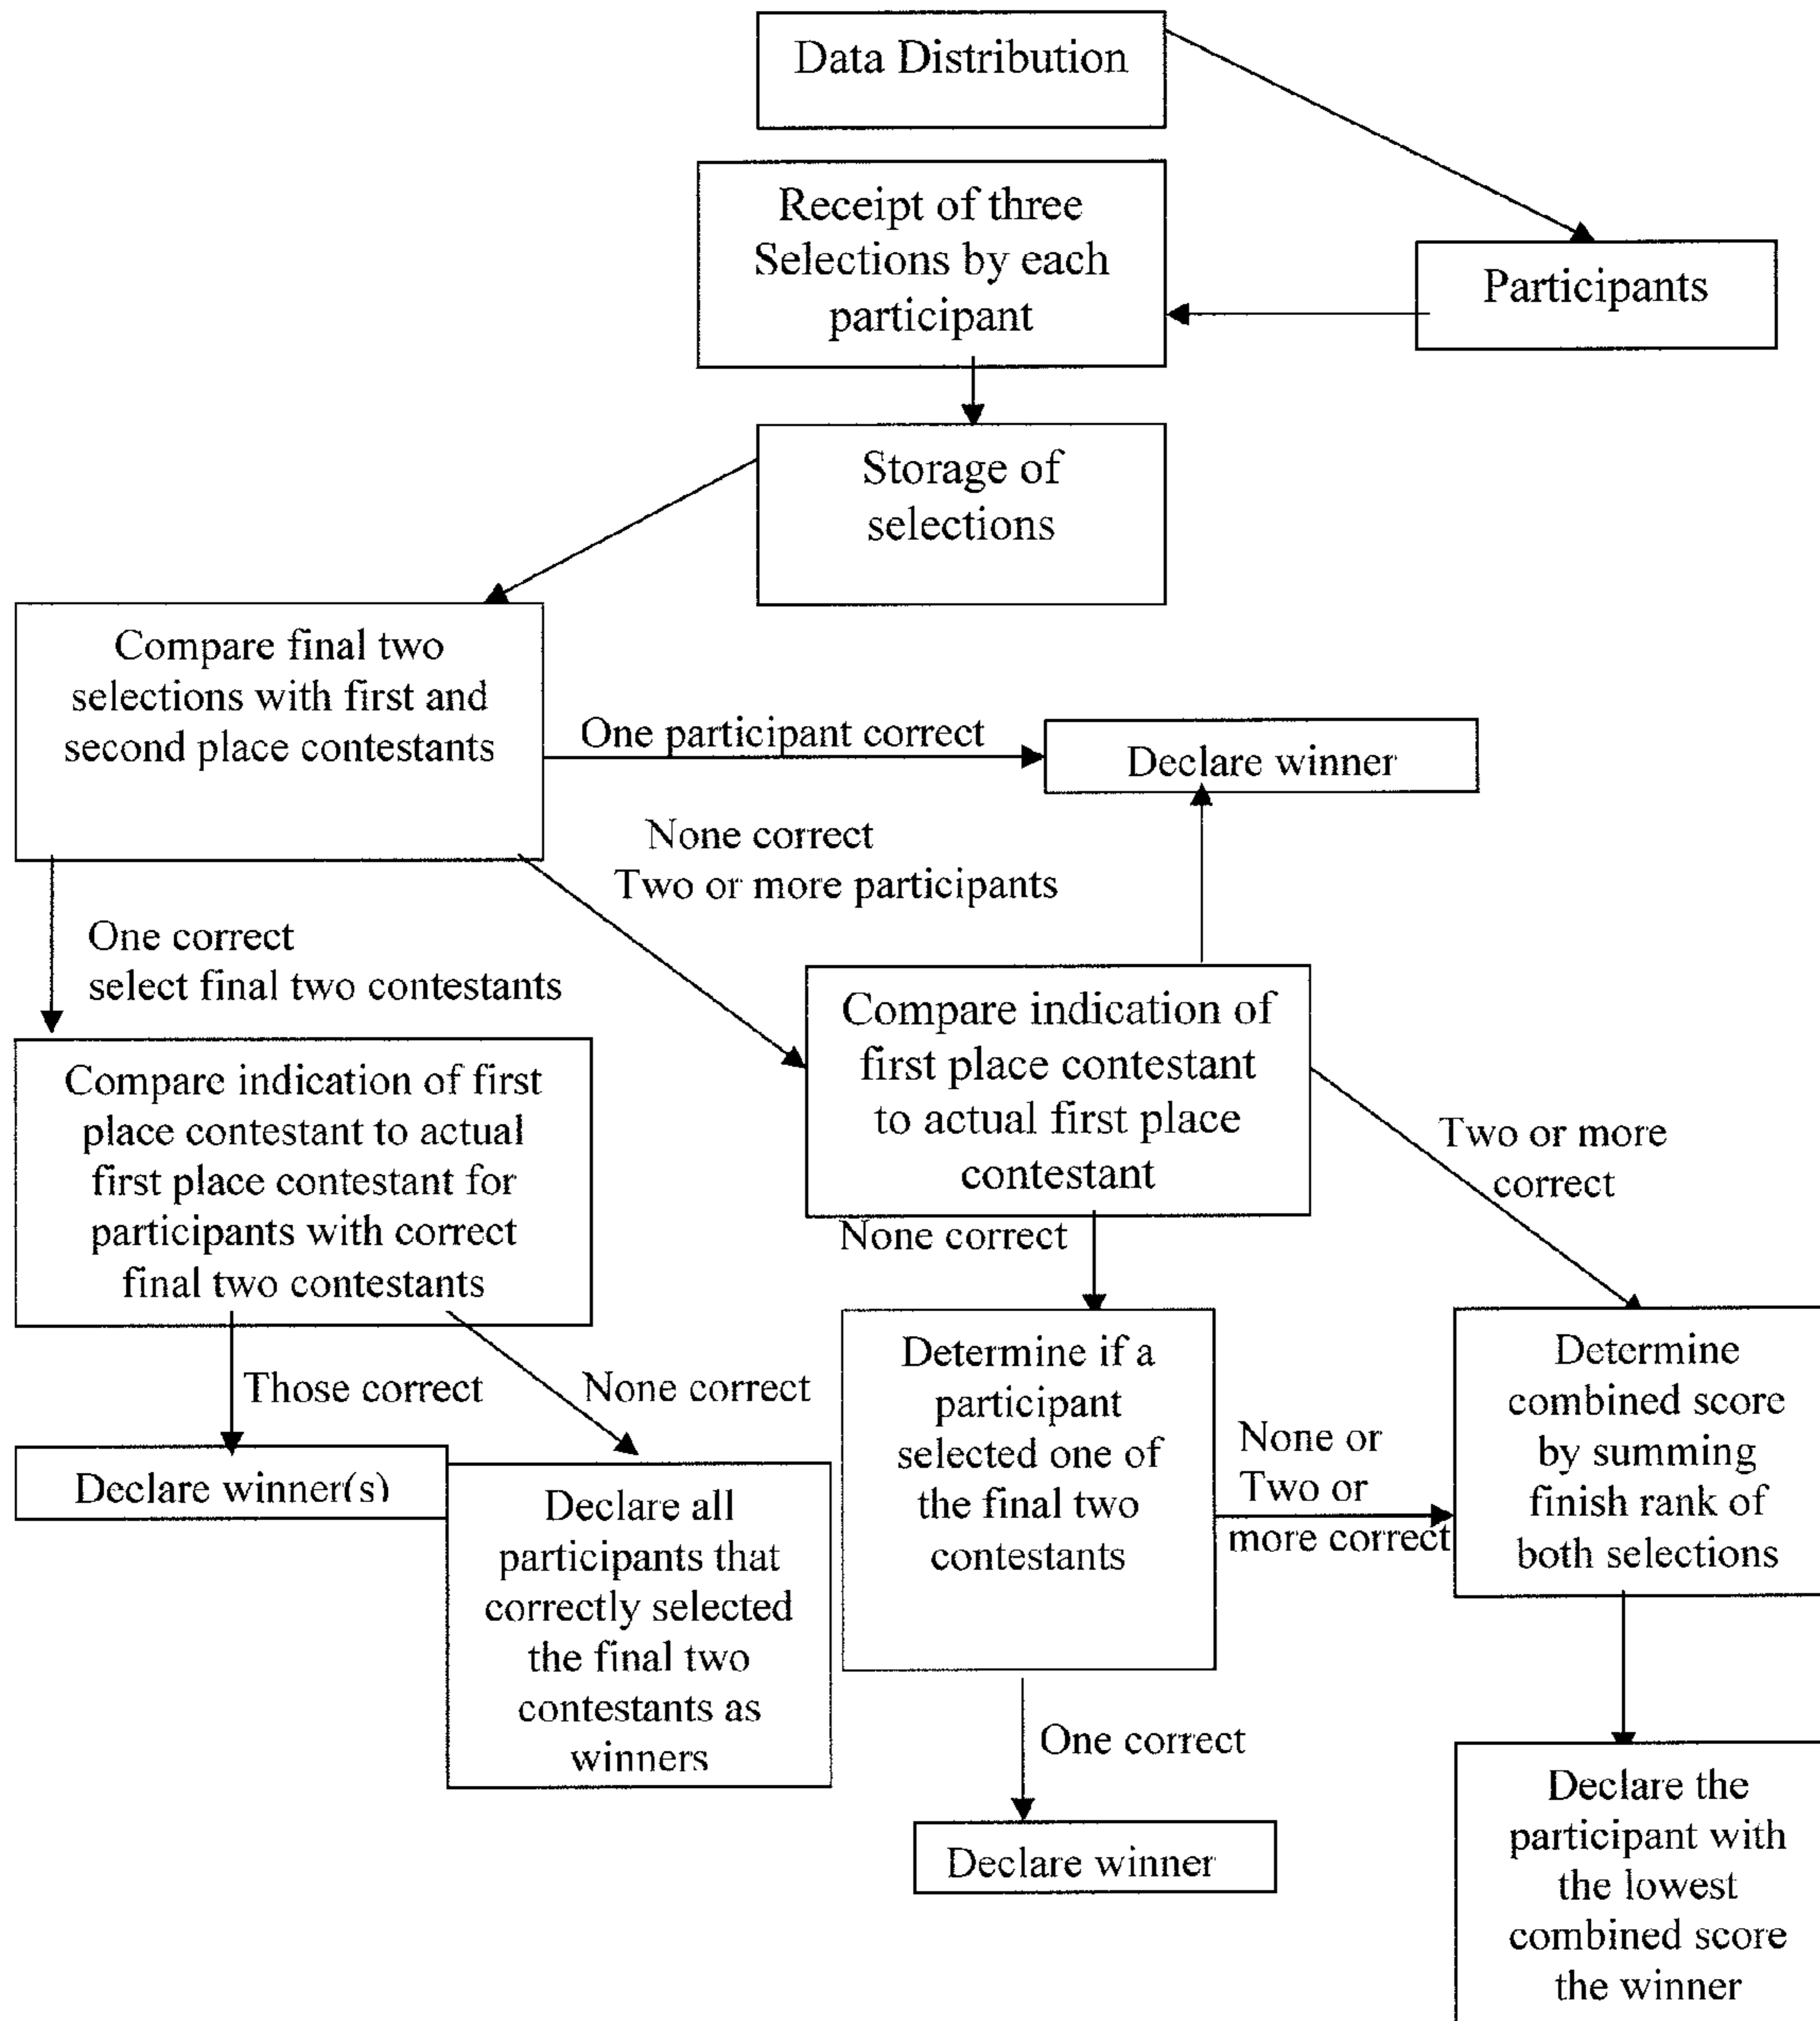 Data Distribution
Receipt of three
Selections by each
participant
Participants
Storage of
selections
Compare final two
selections with first and
second place contestants
One participant correct
Declare winner
None correct
Two or more participants
One correct
select final two contestants
Compare indication of
first place contestant
to actual first place
contestant
Compare indication of first
place contestant to actual
first place contestant for
participants with correct
final two contestants
Two or more
correct
None correct
Those correct
None correct
Declare winner(s)
Declare all
participants that
correctly selected
the final two
contestants as
winners
Determine if a
participant
selected one of
the final two
contestants
None or
Two or
more correct
Determine
combined score
by summing
finish rank of
both selections
One correct
Declare winner
Declare the
participant with
the lowest
combined score
the winner